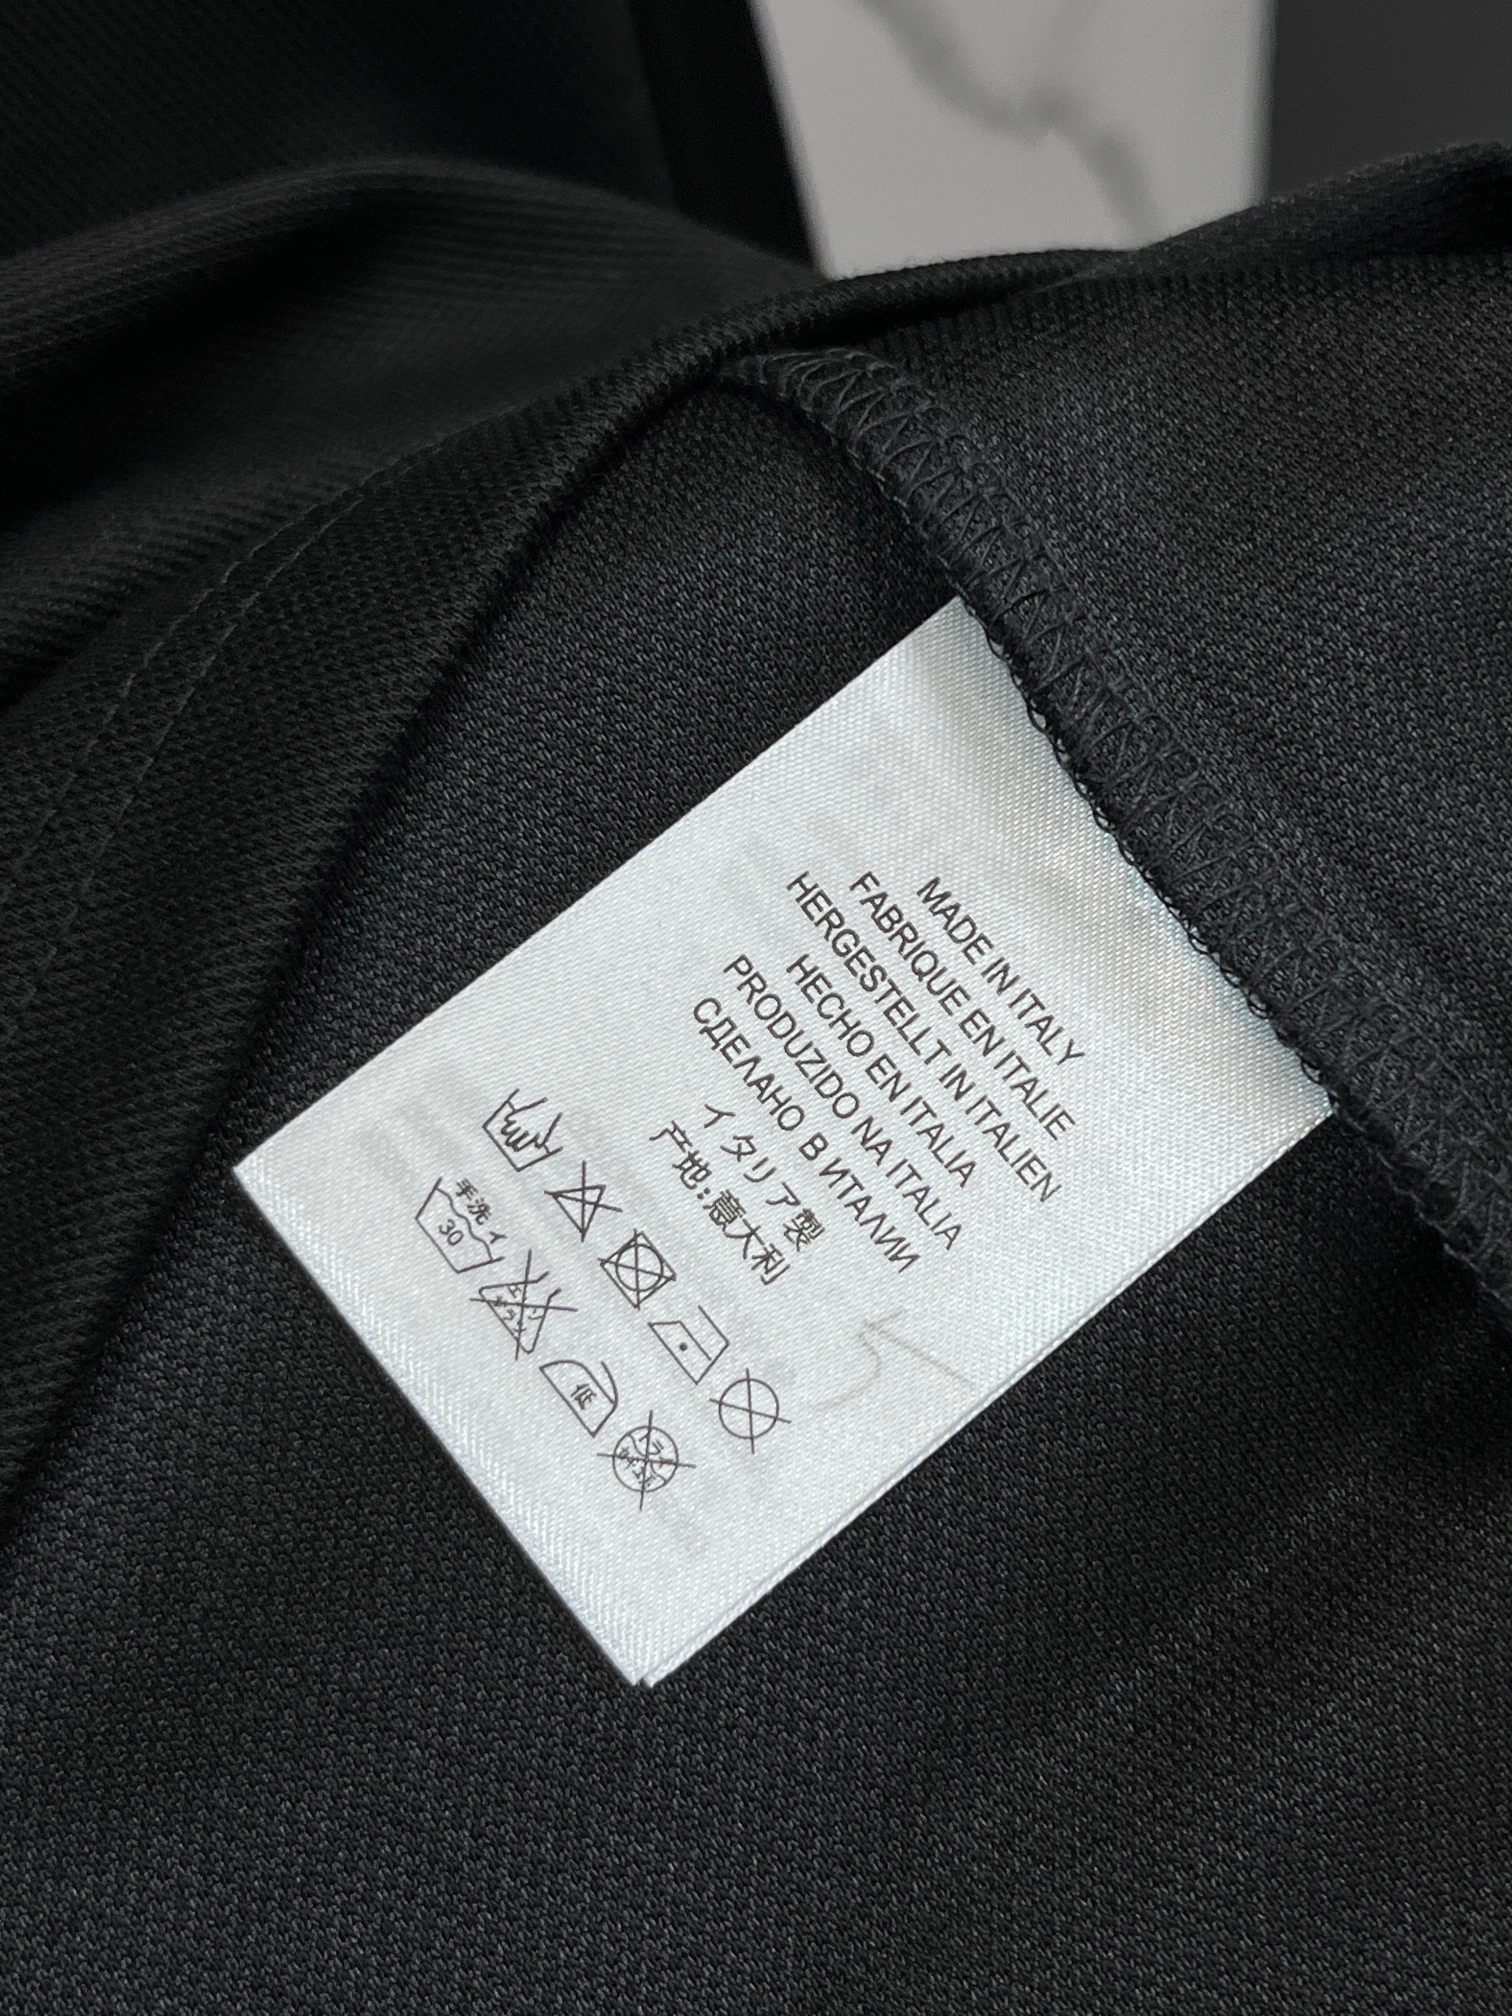 MADE IN ITALY
FABRIQUE EN ITALIE
HERGESTELLT IN ITALIEN
HECHO EN ITALIA
PRODUZIDO NA ITALIA
СДЕЛАНО В ИТАЛИИ
イタリア製
产地:意大利
手洗イ
30
低